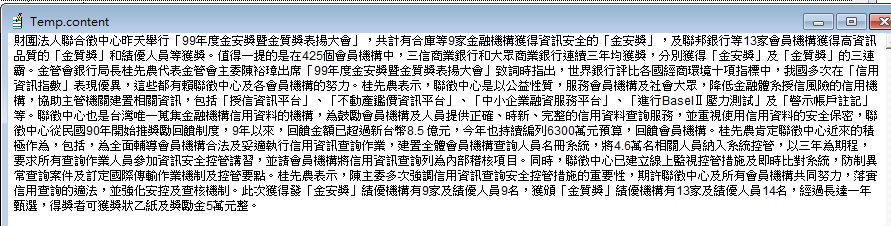 Temp.content
財團法人聯合徵中心昨天舉行「99年度金安獎暨金質獎表揚大會」，共計有合庫等9家金融機構獲得資訊安全的「金安獎」，及聯邦銀行等13家會員機構獲得高資訊
品質的「金質獎」和績優人員等獲獎。值得一提的是在425個會員機構中，三信商業銀行和大眾商業銀行連續三年均獲獎，分別獲得「金質獎」及「金質獎」的三連
霸。金管會銀行局長桂先農代表金管會主委陳裕璋出席「99年度金安獎暨金質獎表揚大會」致詞時指出，世界銀行評比各國經商環境十項指標中，我國多次在「信用
資訊指數」表現優異，這些都有賴聯徵中心及各會員機構的努力。桂先農表示，聯徵中心是以公益性質，服務會員機構及社會大眾，降低金融體系授信風險的信用機
構，協助主管機關建置相關資訊，包括「授信資訊平台」、「不動產鑑價資訊平台」、「中小企業融資服務平台」、「進行BaselⅡ壓力測試」及「警示帳戶註記」
等。聯徵中心也是台灣唯一蒐集金融機構信用資料的機構，為鼓勵會員機構及人員提供正確、時新、完整的信用資料查詢服務，並重視使用信用資料的安全保密，聯徵
中心從民國90年開始推獎勵回饋制度，9年以來，回饋金額已超過新台幣8.5億元，今年也持續編列6300萬元預算，回饋會員機構。桂先農肯定聯徵中心近來的積
極作為，包括，為全面輔導會員機構合法及妥適執行信用資訊查詢作業，建置全體會員機構查詢人員名冊系統，將4.6萬名相關人員納入系統控管，以三年為期程，
要求所有查詢作業人員參加資訊安全控管講習，並請會員機構將信用資訊查詢列為內部稽核項目。同時，聯徵中心已建立線上監視控管措施及即時比對系統，防制異
常查詢案件及訂定國際傳輸作業機制及控管要點。桂先農表示，陳主委多次強調信用資訊查詢安全控管措施的重要性，期許聯徵中心及所有會員機構共同努力，落實
信用查詢的適法，並強化安控及查核機制。此次獲得發「金安獎」績優機構有9家及績優人員9名，獲頒「金質獎」績優機構有13家及績優人員14名，經過長達一年
甄選，得獎者可獲獎狀乙紙及獎勵金5萬元整。